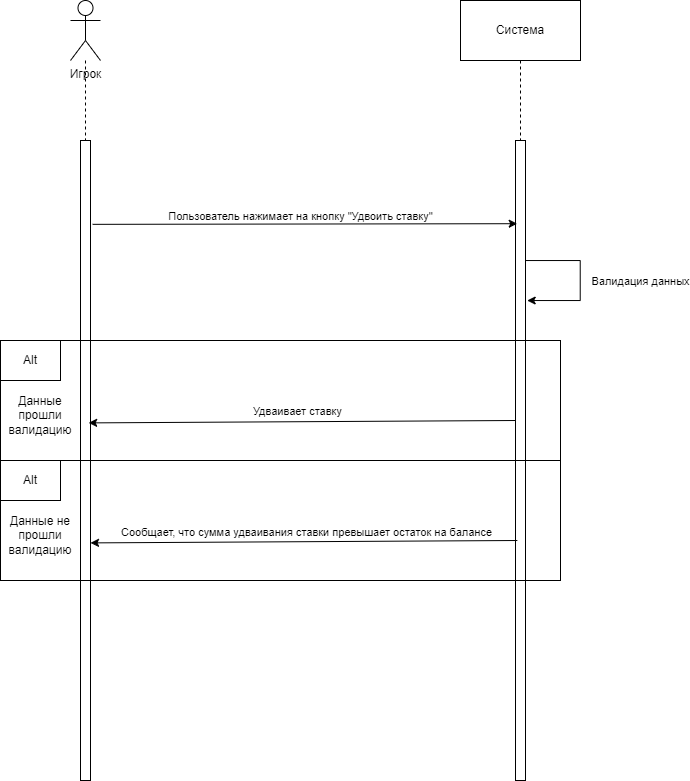 Игрок
Система
Пользователь нажимает на кнопку "Удвоить ставку"
Валидация данных
Alt
Данные
прошли
валидацию
Удваивает ставку
Alt
Данные не
прошли
валидацию
Сообщает, что сумма удваивания ставки превышает остаток на балансе